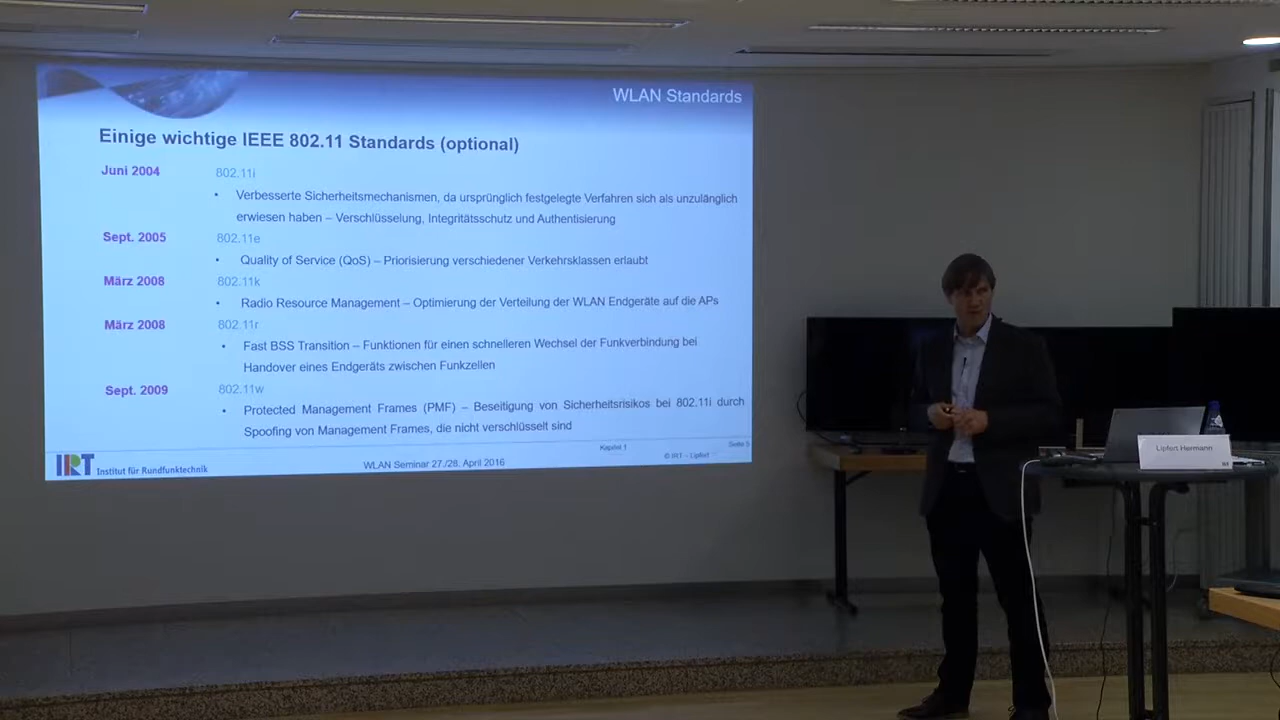 WLAN Standards
Einige wichtige IEEE 802.11 Standards (optional)
Juni 2004 802.11i
• Verbesserte Sicherheitsmechanismen, da ursprünglich festgelegte Verfahren sich als unzulänglich
erwiesen haben – Verschlüsselung, Integritätsschutz und Authentisierung
Sept. 2005 802.11e
• Quality of Service (QoS) – Priorisierung verschiedener Verkehrsklassen erlaubt
März 2008 802.11k
• Radio Resource Management – Optimierung der Verteilung der WLAN Endgeräte auf die APs
März 2008 802.11r
• Fast BSS Transition – Funktionen für einen schnelleren Wechsel der Funkverbindung bei
Handover eines Endgeräts zwischen Funkzellen
Sept. 2009 802.11w
• Protected Management Frames (PMF) – Beseitigung von Sicherheitsrisikos bei 802.11i durch
Spoofing von Management Frames, die nicht verschlüsselt sind
IRT Institut für Rundfunktechnik
WLAN Seminar 27./28. April 2016
Kapitel 1
Seite 5
© IRT – Lipfert
Lipfert Hermann